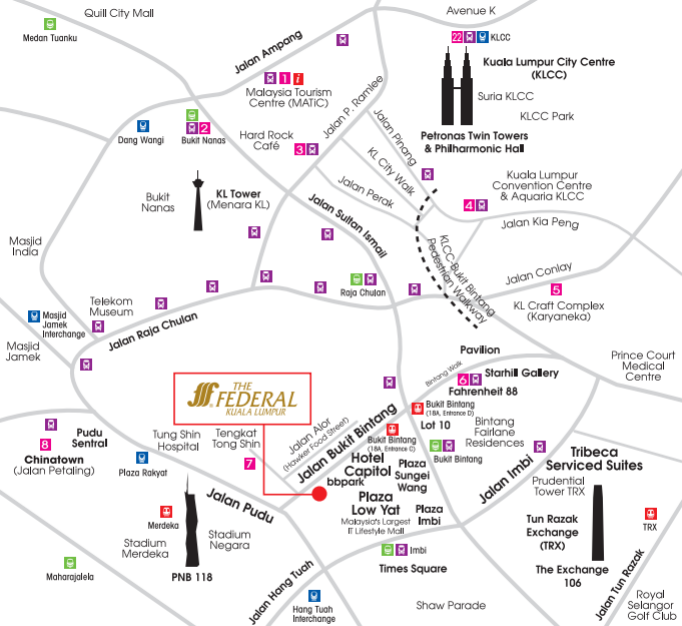 Quill City Mall
Avenue K
Medan Tuanku
Jalan Ampang
22
KLCC
Kuala Lumpur City Centre
(KLCC)
1
i
Malaysia Tourism
Centre (MATiC)
Jalan P. Ramlee
Suria KLCC
KLCC Park
Dang Wangi
2
Bukit Nanas
Hard Rock
Café
3
Jalan Pinang
Petronas Twin Towers
& Philharmonic Hall
KL City Walk
Jalan Perak
Kuala Lumpur
Convention Centre
& Aquaria KLCC
4
Bukit
Nanas
KL Tower
(Menara KL)
Jalan Sultan Ismail
Jalan Kia Peng
Masjid
India
KLCC-Bukit Bintang
Pedestrian Walkway
Jalan Conlay
5
KL Craft Complex
(Karyaneka)
Raja Chulan
Telekom
Museum
Masjid
Jamek
Interchange
Jalan Raja Chulan
Masjid
Jamek
Pavilion
Prince Court
Medical
Centre
Bintang Walk
6
Starhill Gallery
Fahrenheit 88
THE
FEDERAL
KUALA LUMPUR
Bukit Bintang
(18A, Entrance D)
Lot 10
Jalan Alor
(Hawker Food Street)
Jalan Bukit Bintang
Bukit Bintang
(18A, Entrance C)
Bintang
Fairlane
Residences
Bukit Bintang
8
Pudu
Sentral
Chinatown
(Jalan Petaling)
Tung Shin
Hospital
Tengkat
Tong Shin
7
Plaza Rakyat
Hotel
Capitol
bbpark
Plaza
Sungei
Wang
Jalan Imbi
Tribeca
Serviced Suites
Prudential
Tower TRX
Jalan Pudu
Plaza
Low Yat
Malaysia's Largest
IT Lifestyle Mall
Plaza
Imbi
Merdeka
Stadium
Merdeka
Stadium
Negara
Tun Razak
Exchange
(TRX)
TRX
Maharajalela
PNB 118
Imbi
Times Square
The Exchange
106
Jalan Hang Tuah
Hang Tuah
Interchange
Shaw Parade
Jalan Tun Razak
Royal
Selangor
Golf Club